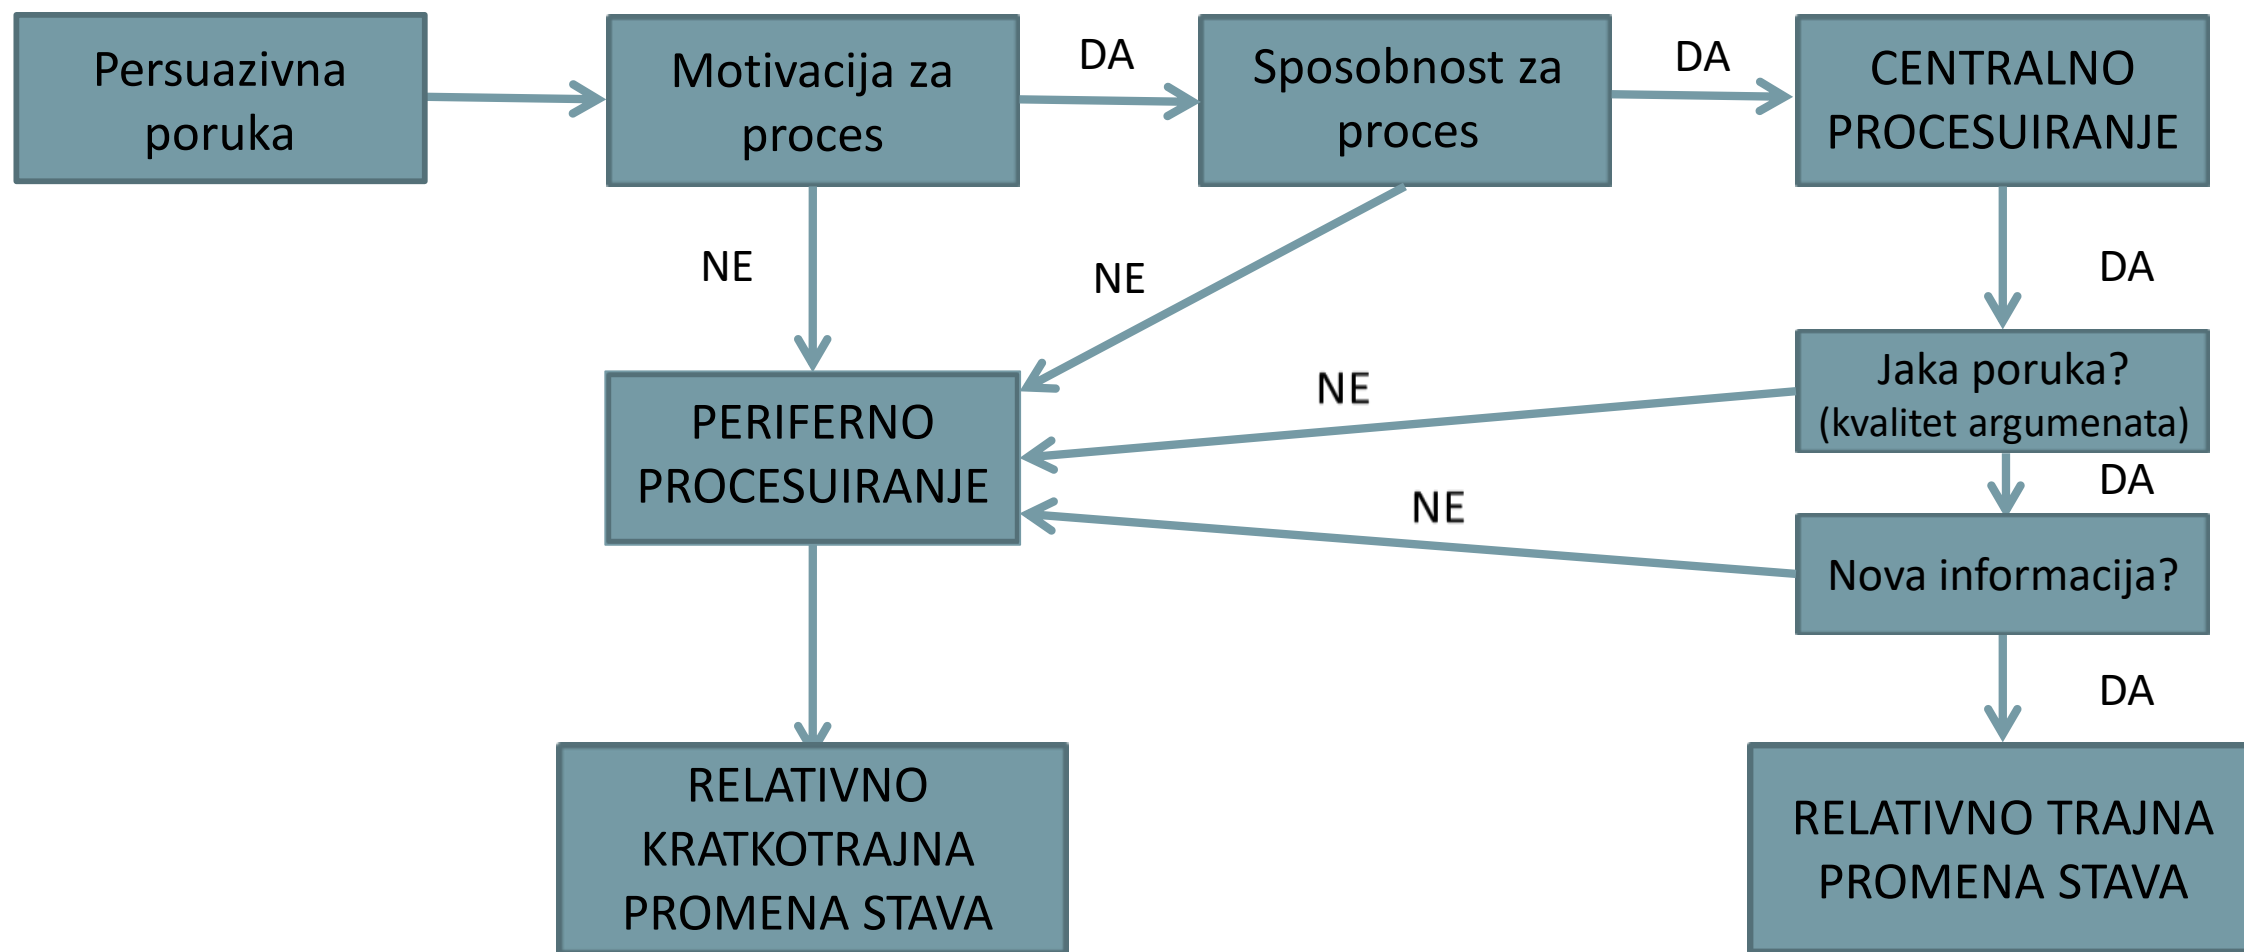 Persuazivna
poruka
Motivacija za
proces
DA
Sposobnost za
proces
DA
CENTRALNO
PROCESUIRANJE
NE
NE
DA
PERIFERNO
PROCESUIRANJE
NE
Jaka poruka?
(kvalitet argumenata)
DA
NE
Nova informacija?
DA
RELATIVNO
KRATKOTRAJNA
PROMENA STAVA
RELATIVNO TRAJNA
PROMENA STAVA